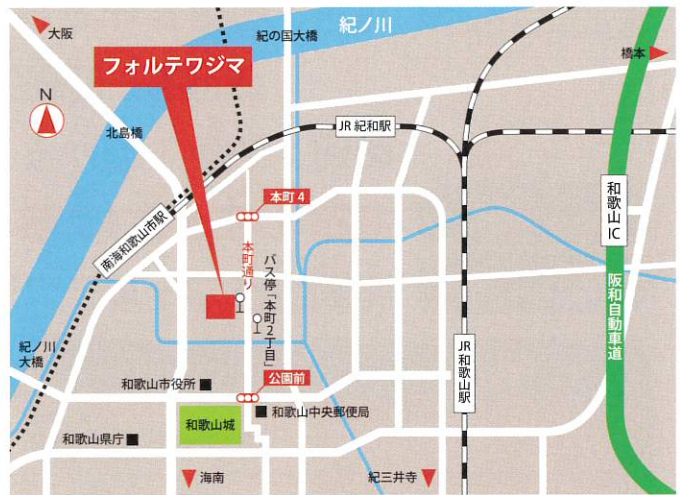 大阪
紀の国大橋
紀ノ川
橋本
フォルテワジマ
N
北島橋
JR 紀和駅
本町 4
南海和歌山市駅
和歌山IC
本町通り
バス停「本町2丁目」
阪和自動車道
紀ノ川
大橋
JR 和歌山駅
和歌山市役所
公園前
和歌山城
和歌山中央郵便局
和歌山県庁
海南
紀三井寺